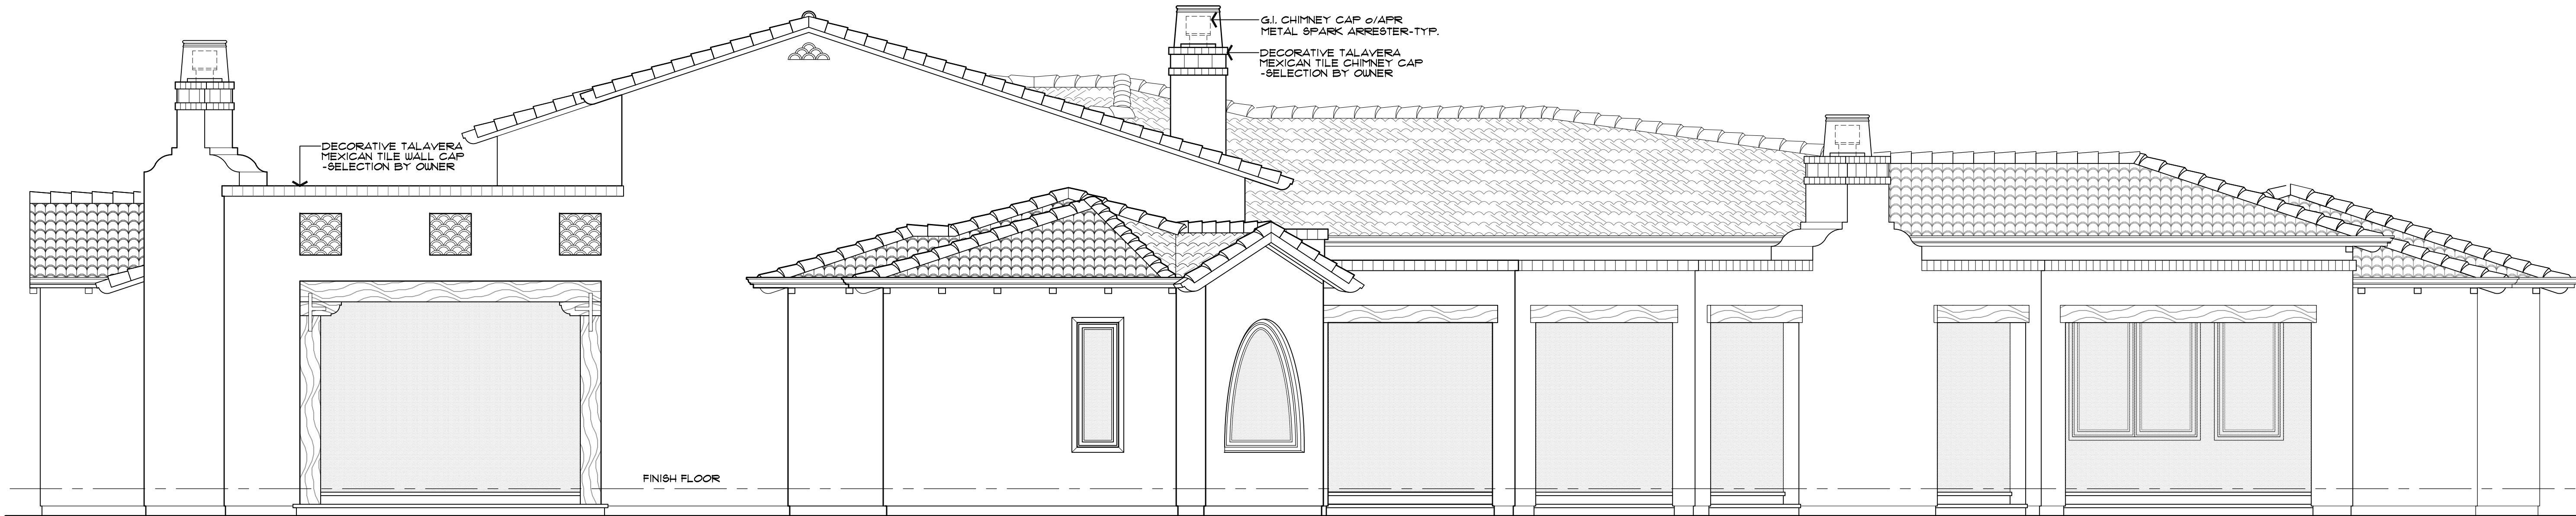 G.I. CHIMNEY CAP o/APR
METAL SPARK ARRESTER-TYP.
DECORATIVE TALAVERA
MEXICAN TILE CHIMNEY CAP
-SELECTION BY OWNER
DECORATIVE TALAVERA
MEXICAN TILE WALL CAP
-SELECTION BY OWNER
FINISH FLOOR